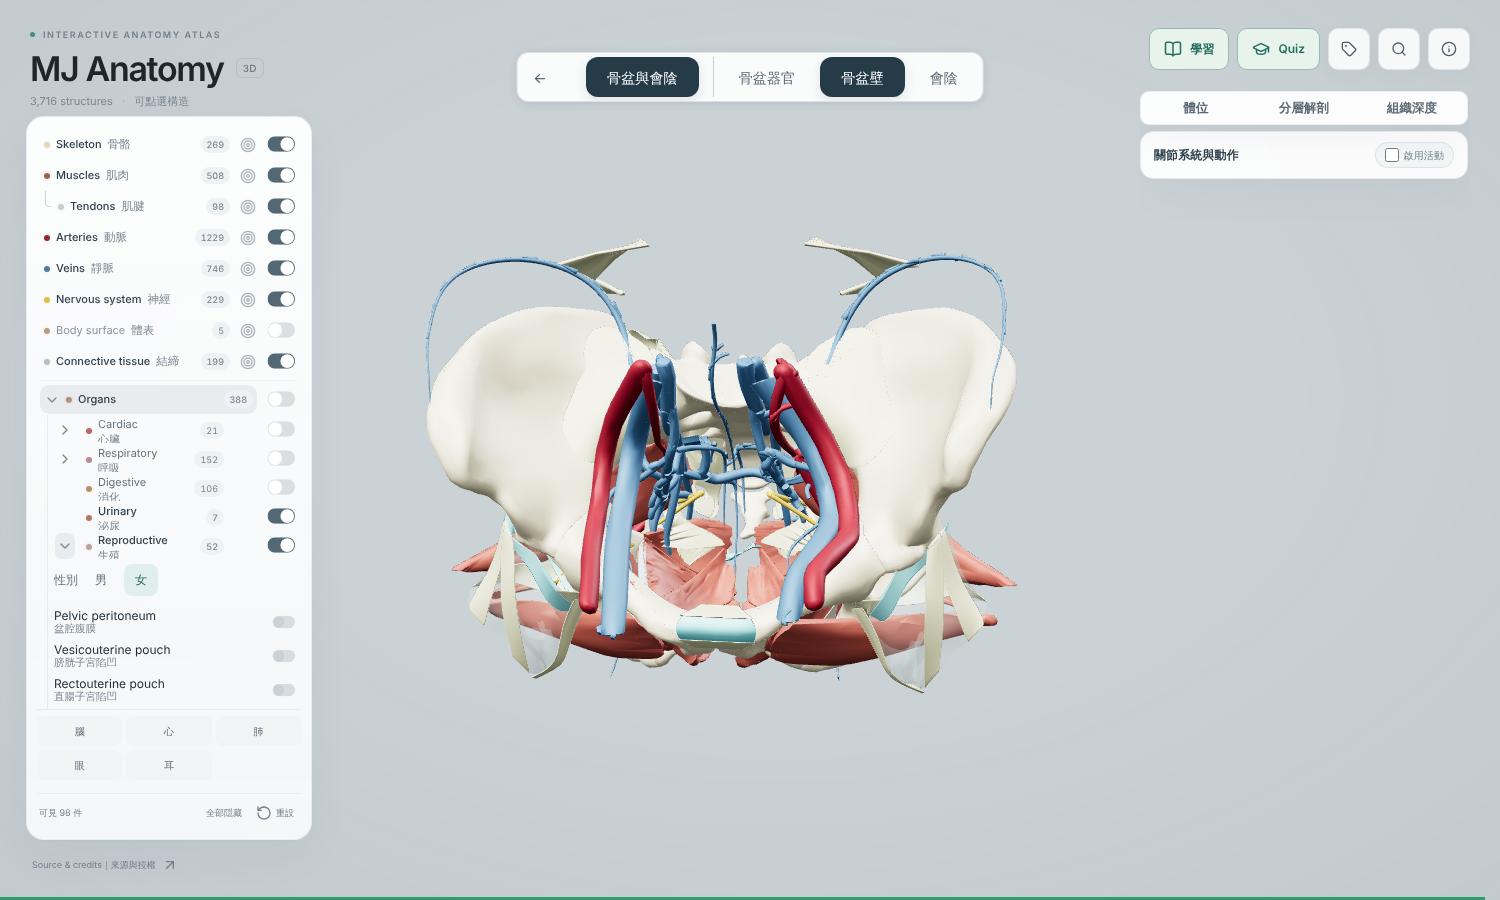 INTERACTIVE ANATOMY ATLAS
MJ Anatomy 3D
3,716 structures · 可點選構造
Skeleton 骨骼 269
Muscles 肌肉 508
Tendons 肌腱 98
Arteries 動脈 1229
Veins 靜脈 746
Nervous system 神經 229
Body surface 體表 5
Connective tissue 結締 199
Organs 388
Cardiac 21
心臟
Respiratory 152
呼吸
Digestive 106
消化
Urinary 7
泌尿
Reproductive 52
生殖
性別 男 女
Pelvic peritoneum
盆腔腹膜
Vesicouterine pouch
膀胱子宮陷凹
Rectouterine pouch
直腸子宮陷凹
腦 心 肺
眼 耳
可見 98 件 全部隱藏 重設
Source & credits | 來源與授權
← 骨盆與會陰 骨盆器官 骨盆壁 會陰
學習 Quiz
體位 分層解剖 組織深度
關節系統與動作 啟用活動